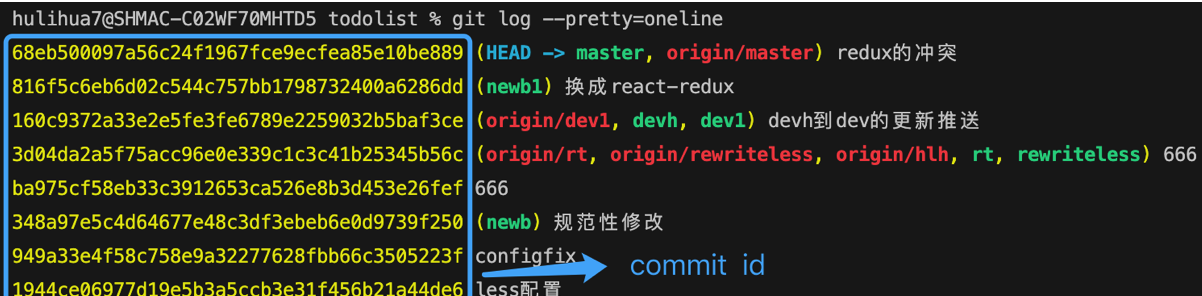 hulihua7@SHMAC-C02WF70MHTD5 todolist % git log --pretty=oneline
68eb500097a56c24f1967fce9ecfea85e10be889 (HEAD -> master, origin/master) redux的冲突
816f5c6eb6d02c544c757bb1798732400a6286dd (newb1) 换成react-redux
160c9372a33e2e5fe3fe6789e2259032b5baf3ce (origin/dev1, devh, dev1) devh到dev的更新推送
3d04da2a5f75acc96e0e339c1c3c41b25345b56c (origin/rt, origin/rewriteless, origin/hlh, rt, rewriteless) 666
ba975cf58eb33c3912653ca526e8b3d453e26fef 666
348a97e5c4d64677e48c3df3ebeb6e0d9739f250 (newb) 规范性修改
949a33e4f58c758e9a32277628fbb66c3505223f configfix
commit id
1944ce06977d19e5b3a5ccb3e31f456b21a44de6 less配置